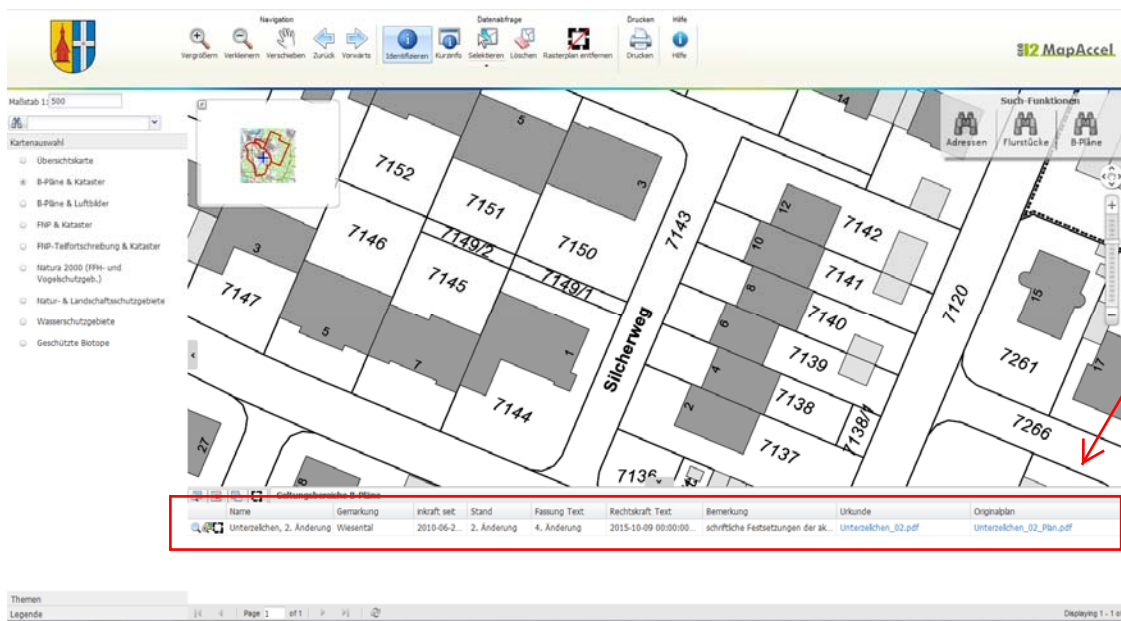 Navigation
Datenabfrage
Drucken
Hilfe
Vergrößern Verkleinern Verschieben Zurück Vorwärts Identifizieren Kurzinfo Selektieren Löschen Rasterplan entfernen Drucken Hilfe
MapAccel
Maßstab 1: 500
Such-Funktionen
Adressen Flurstücke B-Pläne
Kartenauswahl
Übersichtskarte
B-Pläne & Kataster
B-Pläne & Luftbilder
FNP & Kataster
FNP-Teilfortschreibung & Kataster
Natura 2000 (FFH- und
Vogelschutzgeb.)
Natur- & Landschaftsschutzgebiete
Wasserschutzgebiete
Geschützte Biotope
14
5
3
7152
7151
7143
12
7142
7146
7149/2
7150
10
3
7141
7145
7149/1
8
15
7147
7140
7120
6
5
Silcherweg
7139
7261
7
1
4
17
7144
7138
2
7138/1
7266
27
7137
8
7136
Geltungsbereiche B-Pläne
Name Gemarkung inkraft seit Stand Fassung Text Rechtskraft Text Bemerkung Urkunde Originalplan
Unterzeilchen, 2. Änderung Wiesental 2010-06-2... 2. Änderung 4. Änderung 2015-10-09 00:00:00... schriftliche Festsetzungen der ak... Unterzeilchen_02.pdf Unterzeilchen_02_Plan.pdf
Themen
Legende
Page 1 of 1
Displaying 1 - 1 o